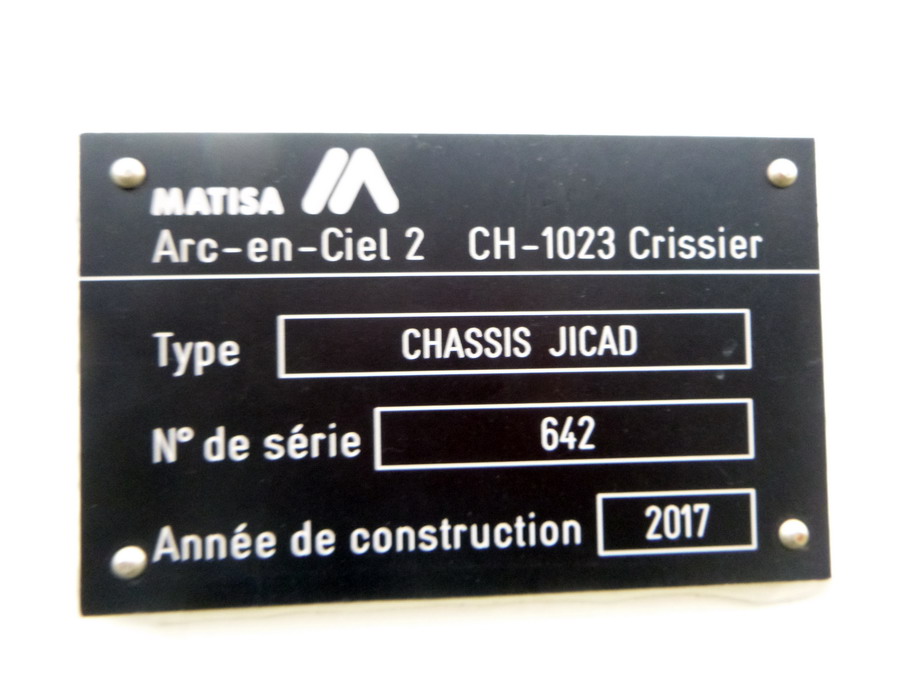 MATISA
Arc-en-Ciel 2 CH-1023 Crissier
Type CHASSIS JICAD
N° de série 642
Année de construction 2017